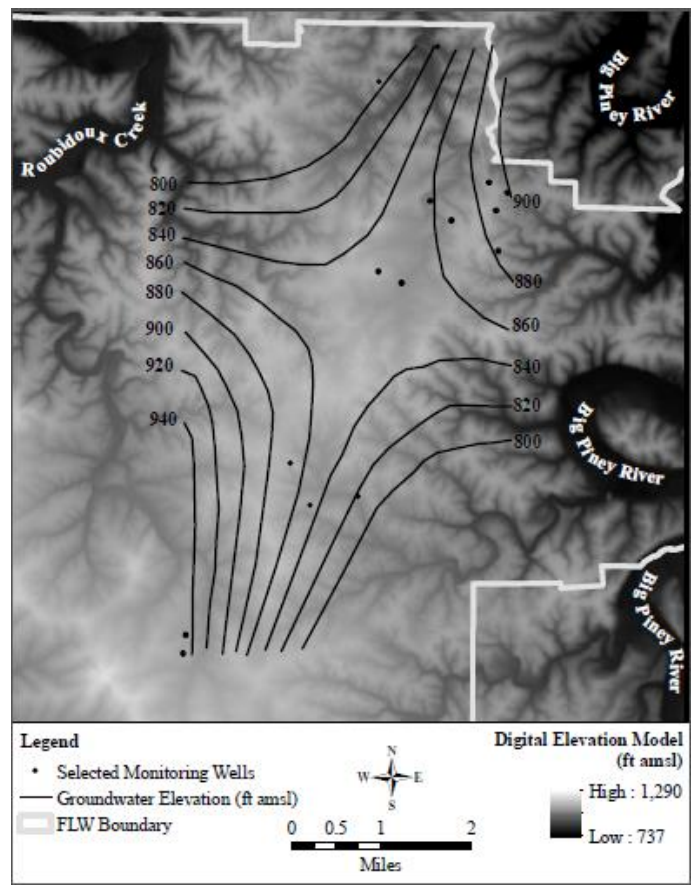 Big Piney River
Roubidoux Creek
800
820
840
860
880
900
920
940
900
880
860
840
820
800
Big Piney River
Big Piney River
Legend
Selected Monitoring Wells
Groundwater Elevation (ft amsl)
FLW Boundary
N
W E
S
0 0.5 1 2
Miles
Digital Elevation Model
(ft amsl)
High : 1,290
Low : 737